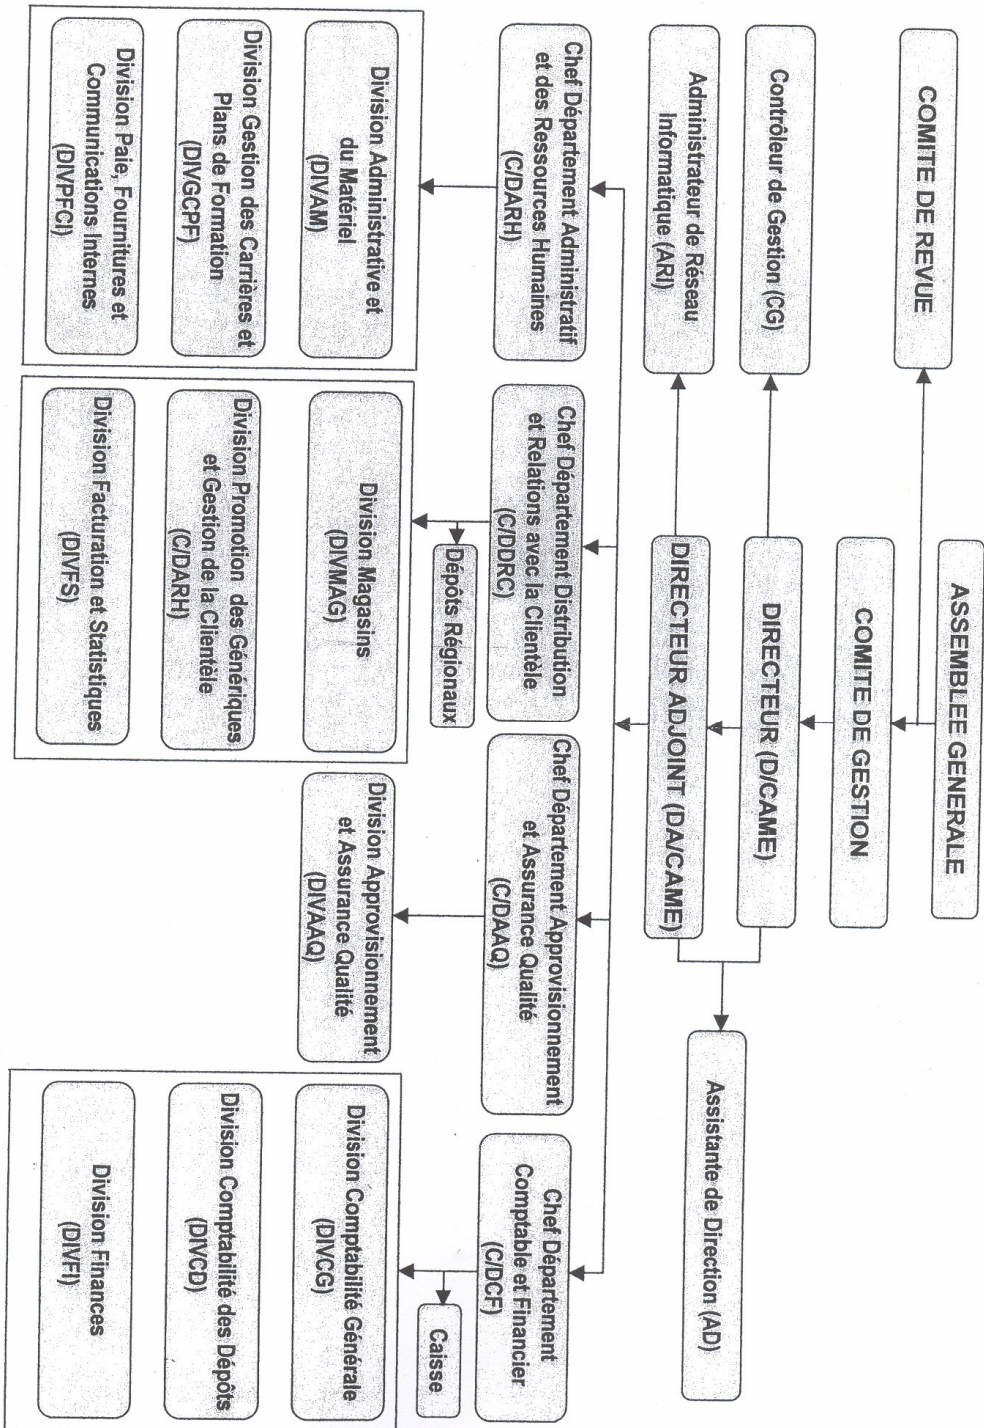 ASSEMBLEE GENERALE
COMITE DE REVUE
COMITE DE GESTION
Contrôleur de Gestion (CG)
DIRECTEUR (D/CAME)
Administrateur de Réseau
Informatique (ARI)
DIRECTEUR ADJOINT (DA/CAME)
Assistante de Direction (AD)
Chef Département Administratif
et des Ressources Humaines
(C/DARH)
Chef Département Distribution
et Relations avec la Clientèle
(C/DDRC)
Chef Département Approvisionnement
et Assurance Qualité
(C/DAAQ)
Chef Département
Comptable et Financier
(C/DCF)
Dépôts Régionaux
Caisse
Division Administrative et
du Matériel
(DIVAM)
Division Magasins
(DIVMAG)
Division Approvisionnement
et Assurance Qualité
(DIVAAQ)
Division Comptabilité Générale
(DIVCG)
Division Gestion des Carrières et
Plans de Formation
(DIVGCPF)
Division Promotion des Génériques
et Gestion de la Clientèle
(C/DARH)
Division Comptabilité des Dépôts
(DIVCD)
Division Paie, Fournitures et
Communications Internes
(DIVPFCI)
Division Facturation et Statistiques
(DIVFS)
Division Finances
(DIVFI)